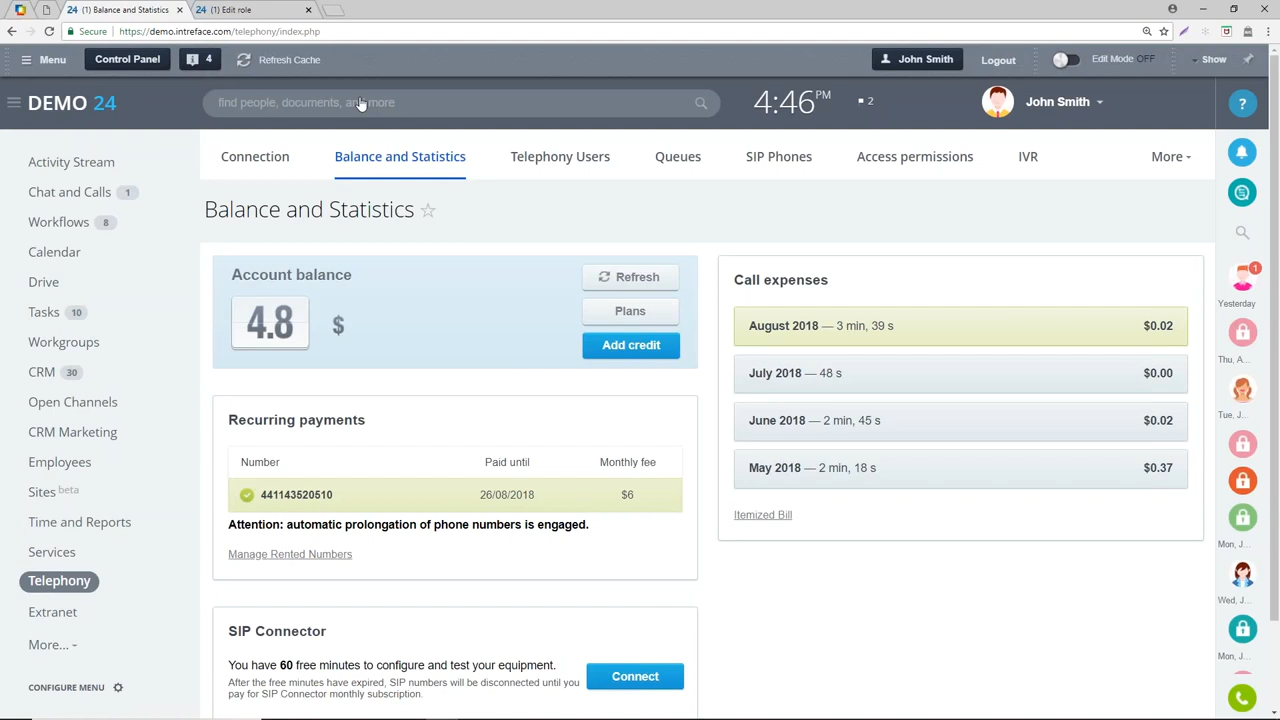 24 (1) Balance and Statistics
24 (1) Edit role
Secure
https://demo.intreface.com/telephony/index.php
Menu
Control Panel
4
Refresh Cache
John Smith
Logout
Edit Mode OFF
Show
DEMO 24
find people, documents, and more
4:46 PM
2
John Smith
?
Activity Stream
Chat and Calls 1
Workflows 8
Calendar
Drive
Tasks 10
Workgroups
CRM 30
Open Channels
CRM Marketing
Employees
Sites beta
Time and Reports
Services
Telephony
Extranet
More...
CONFIGURE MENU
Connection
Balance and Statistics
Telephony Users
Queues
SIP Phones
Access permissions
IVR
More
Balance and Statistics
Account balance
4.8 $
Refresh
Plans
Add credit
Recurring payments
Number Paid until Monthly fee
441143520510 26/08/2018 $6
Attention: automatic prolongation of phone numbers is engaged.
Manage Rented Numbers
SIP Connector
You have 60 free minutes to configure and test your equipment.
After the free minutes have expired, SIP numbers will be disconnected until you
pay for SIP Connector monthly subscription.
Connect
Call expenses
August 2018 — 3 min, 39 s $0.02
July 2018 — 48 s $0.00
June 2018 — 2 min, 45 s $0.02
May 2018 — 2 min, 18 s $0.37
Itemized Bill
1
Yesterday
Thu, A...
Tue, J...
Mon, J...
Wed, J...
Mon, J...